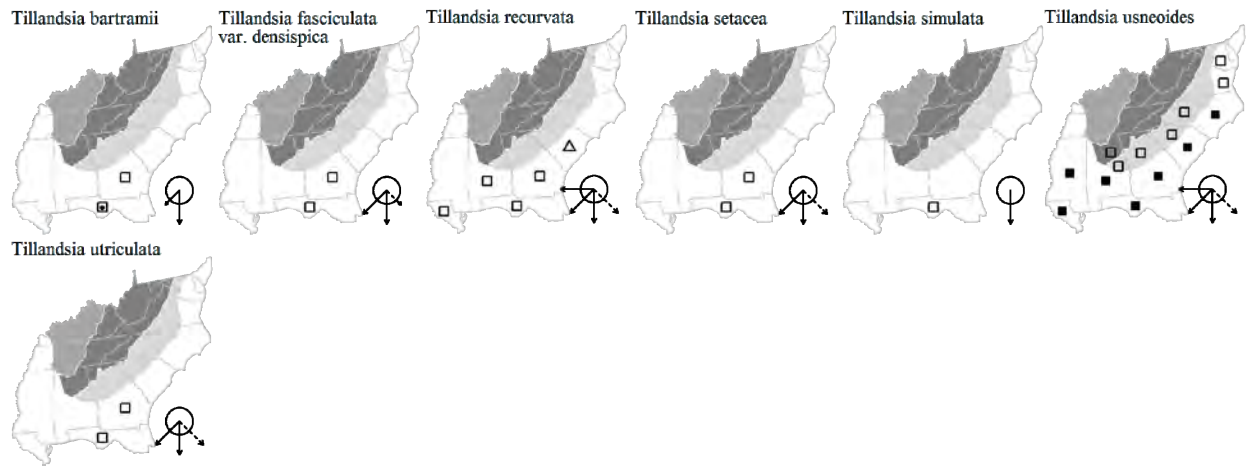 Tillandsia bartramii
Tillandsia fasciculata
var. densispica
Tillandsia recurvata
Tillandsia setacea
Tillandsia simulata
Tillandsia usneoides
Tillandsia utriculata